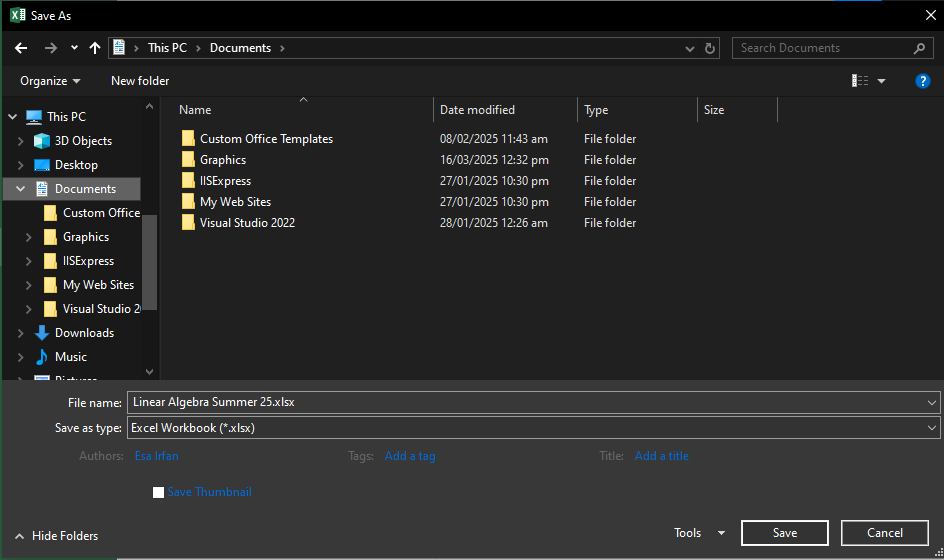 Save As
This PC > Documents >
Search Documents
Organize
New folder
?
Name
Date modified
Type
Size
This PC
3D Objects
Desktop
Documents
Custom Office
Graphics
IISExpress
My Web Sites
Visual Studio 20
Downloads
Music
Pictures
Custom Office Templates 08/02/2025 11:43 am File folder
Graphics 16/03/2025 12:32 pm File folder
IISExpress 27/01/2025 10:30 pm File folder
My Web Sites 27/01/2025 10:30 pm File folder
Visual Studio 2022 28/01/2025 12:26 am File folder
File name: Linear Algebra Summer 25.xlsx
Save as type: Excel Workbook (*.xlsx)
Authors: Esa Irfan
Tags: Add a tag
Title: Add a title
Save Thumbnail
Hide Folders
Tools
Save
Cancel